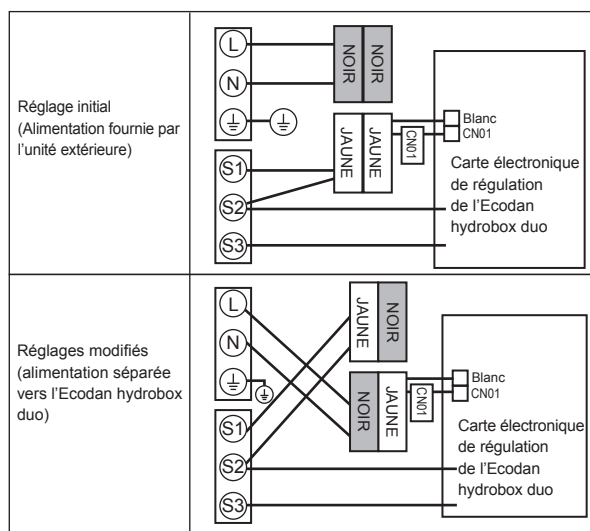 Réglage initial
(Alimentation fournie par
l'unité extérieure)
L
N
S1
S2
S3
NOIR
NOIR
JAUNE
JAUNE
CN01
Blanc
CN01
Carte électronique
de régulation
de l'Ecodan
hydrobox duo
Réglages modifiés
(alimentation séparée
vers l'Ecodan hydrobox
duo)
L
N
S1
S2
S3
JAUNE
NOIR
NOIR
JAUNE
CN01
Blanc
CN01
Carte électronique
de régulation
de l'Ecodan
hydrobox duo